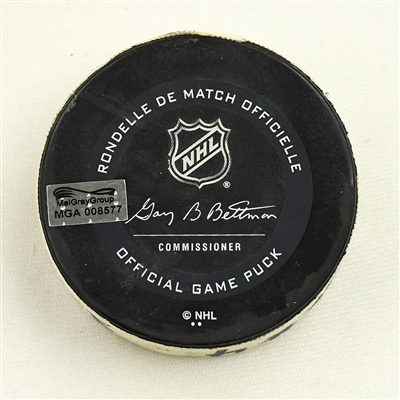 RONDELLE DE MATCH OFFICIELLE
NHL
®
MeiGrayGroup
MGA 008577
Gary B Bettman
COMMISSIONER
OFFICIAL GAME PUCK
© NHL